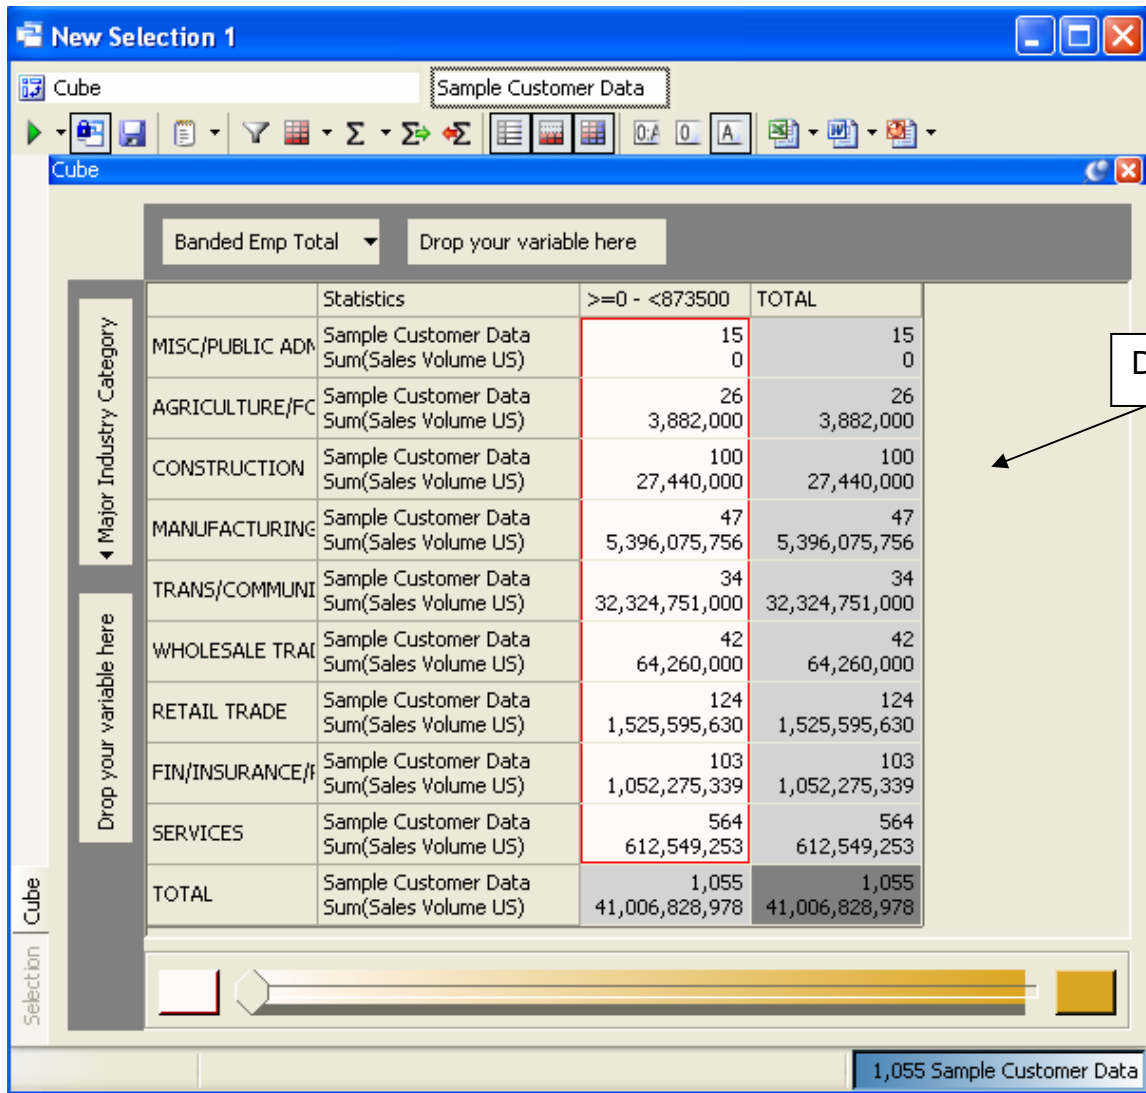 New Selection 1
Cube
Sample Customer Data
0:A 0.. A..
Cube
Banded Emp Total
Drop your variable here
Statistics >=0 - <873500 TOTAL
MISC/PUBLIC ADM Sample Customer Data 15 15
Sum(Sales Volume US) 0 0
AGRICULTURE/FO Sample Customer Data 26 26
Sum(Sales Volume US) 3,882,000 3,882,000
CONSTRUCTION Sample Customer Data 100 100
Sum(Sales Volume US) 27,440,000 27,440,000
MANUFACTURING Sample Customer Data 47 47
Sum(Sales Volume US) 5,396,075,756 5,396,075,756
TRANS/COMMUNI Sample Customer Data 34 34
Sum(Sales Volume US) 32,324,751,000 32,324,751,000
WHOLESALE TRAD Sample Customer Data 42 42
Sum(Sales Volume US) 64,260,000 64,260,000
RETAIL TRADE Sample Customer Data 124 124
Sum(Sales Volume US) 1,525,595,630 1,525,595,630
FIN/INSURANCE/R Sample Customer Data 103 103
Sum(Sales Volume US) 1,052,275,339 1,052,275,339
SERVICES Sample Customer Data 564 564
Sum(Sales Volume US) 612,549,253 612,549,253
TOTAL Sample Customer Data 1,055 1,055
Sum(Sales Volume US) 41,006,828,978 41,006,828,978
Major Industry Category
Drop your variable here
D
Cube
Selection
1,055 Sample Customer Data